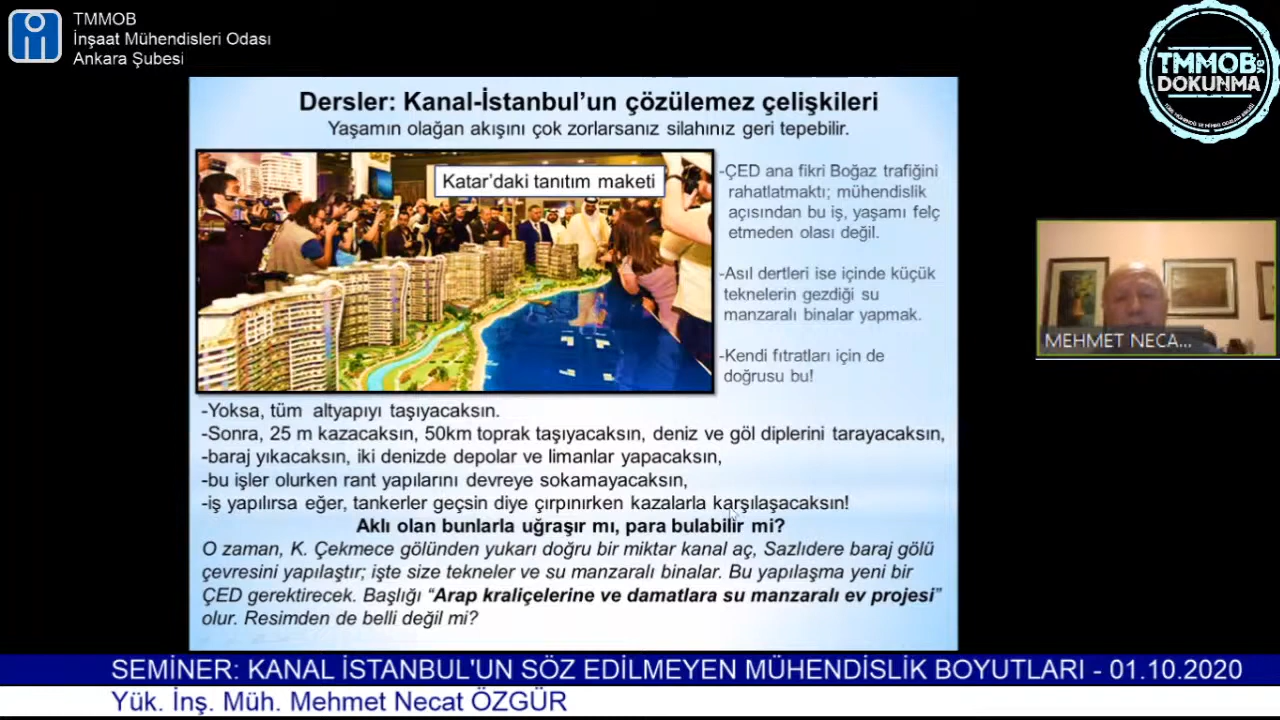 TMMOB
İnşaat Mühendisleri Odası
Ankara Şubesi
TMMOB
DOKUNMA
Dersler: Kanal-İstanbul’un çözülemez çelişkileri
Yaşamın olağan akışını çok zorlarsanız silahınız geri tepebilir.
Katar’daki tanıtım maketi
-ÇED ana fikri Boğaz trafiğini
rahatlatmaktı; mühendislik
açısından bu iş, yaşamı felç
etmeden olası değil.
-Asıl dertleri ise içinde küçük
teknelerin gezdiği su
manzaralı binalar yapmak.
-Kendi fıtratları için de
doğrusu bu!
MEHMET NECA...
-Yoksa, tüm altyapıyı taşıyacaksın.
-Sonra, 25 m kazacaksın, 50km toprak taşıyacaksın, deniz ve göl diplerini tarayacaksın,
-baraj yıkacaksın, iki denizde depolar ve limanlar yapacaksın,
-bu işler olurken rant yapılarını devreye sokamayacaksın,
-iş yapılırsa eğer, tankerler geçsin diye çırpınırken kazalarla karşılaşacaksın!
Aklı olan bunlarla uğraşır mı, para bulabilir mi?
O zaman, K. Çekmece gölünden yukarı doğru bir miktar kanal aç, Sazlıdere baraj gölü
çevresini yapılaştır; işte size tekneler ve su manzaralı binalar. Bu yapılaşma yeni bir
ÇED gerektirecek. Başlığı “Arap kraliçelerine ve damatlara su manzaralı ev projesi”
olur. Resimden de belli değil mi?
SEMİNER: KANAL İSTANBUL'UN SÖZ EDİLMEYEN MÜHENDİSLİK BOYUTLARI - 01.10.2020
Yük. İnş. Müh. Mehmet Necat ÖZGÜR